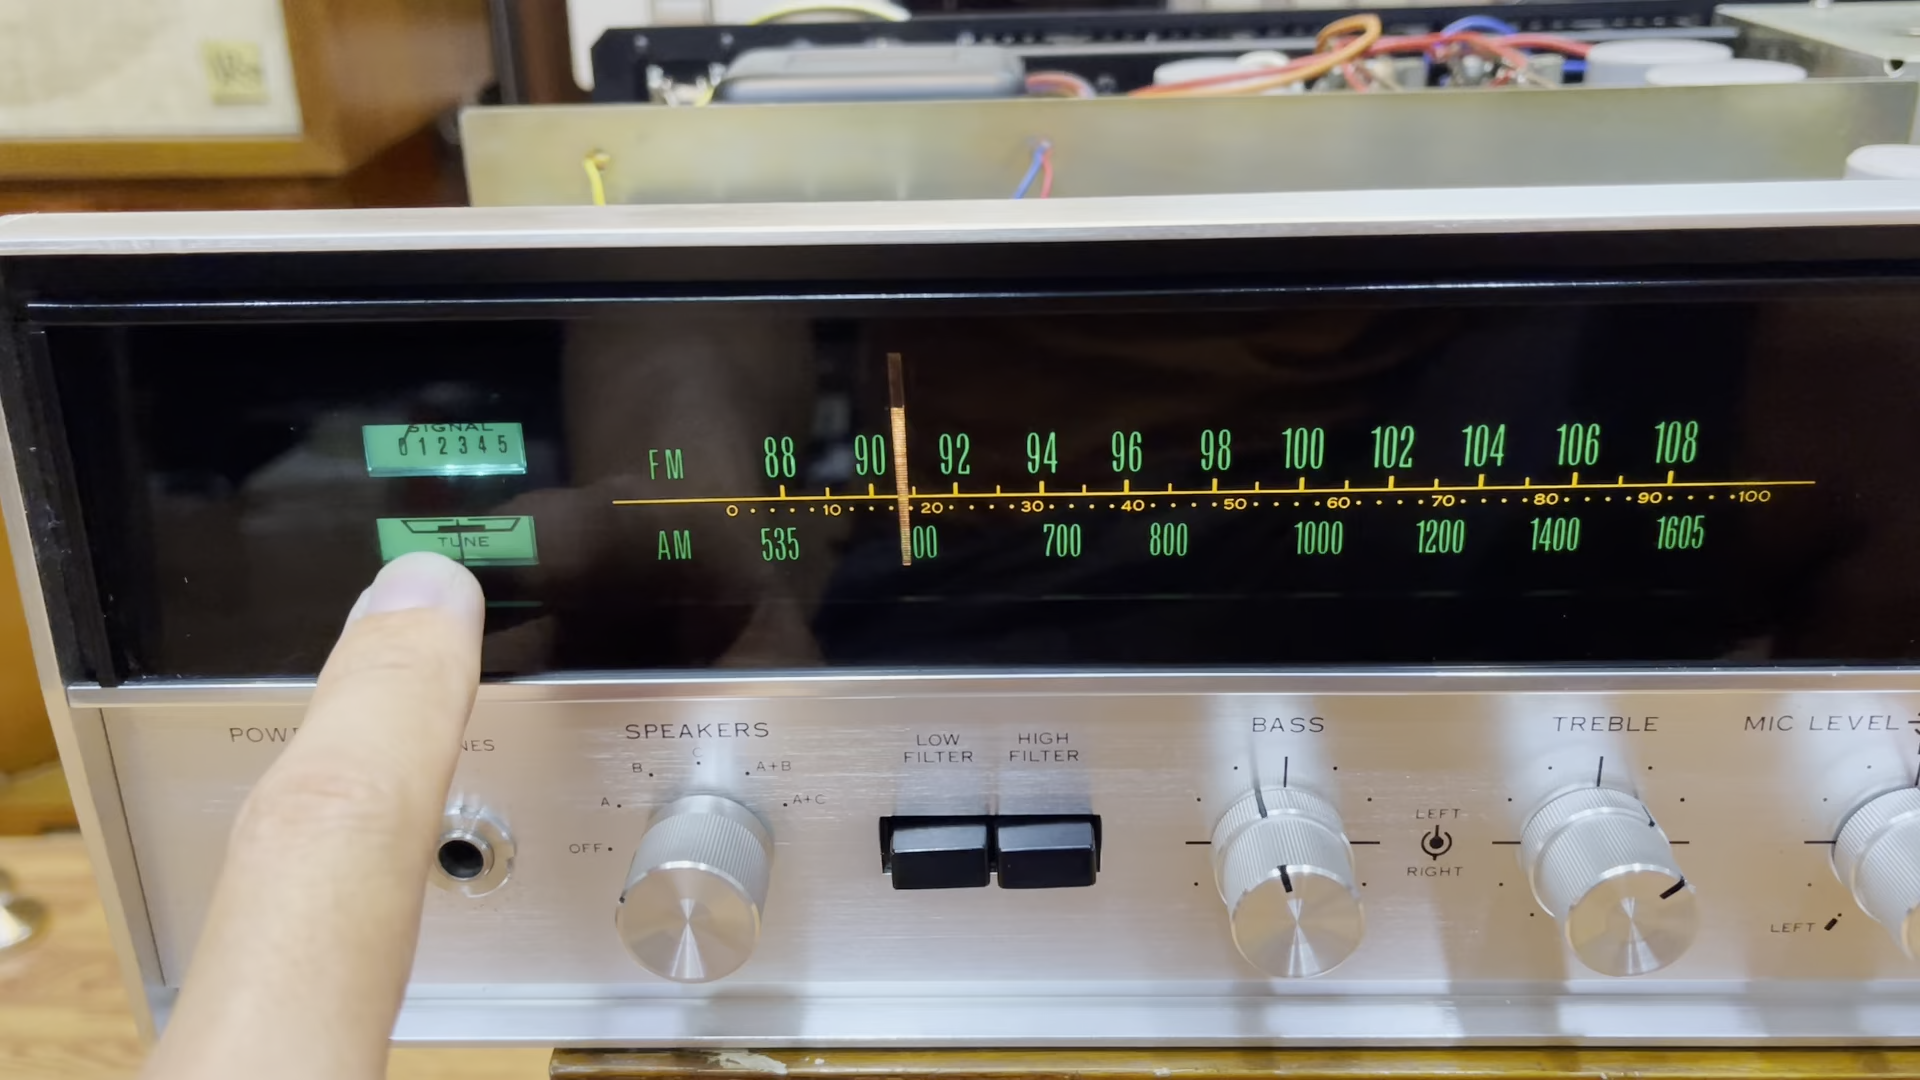 SIGNAL
0 1 2 3 4 5
FM 88 90 92 94 96 98 100 102 104 106 108
0 10 20 30 40 50 60 70 80 90 100
TUNE
AM 535 00 700 800 1000 1200 1400 1605
SPEAKERS
OFF A B C A+B A+C
LOW FILTER
HIGH FILTER
BASS
LEFT
RIGHT
TREBLE
MIC LEVEL
LEFT